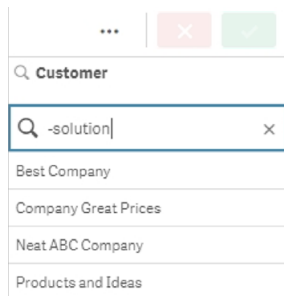 Customer
-solution
Best Company
Company Great Prices
Neat ABC Company
Products and Ideas